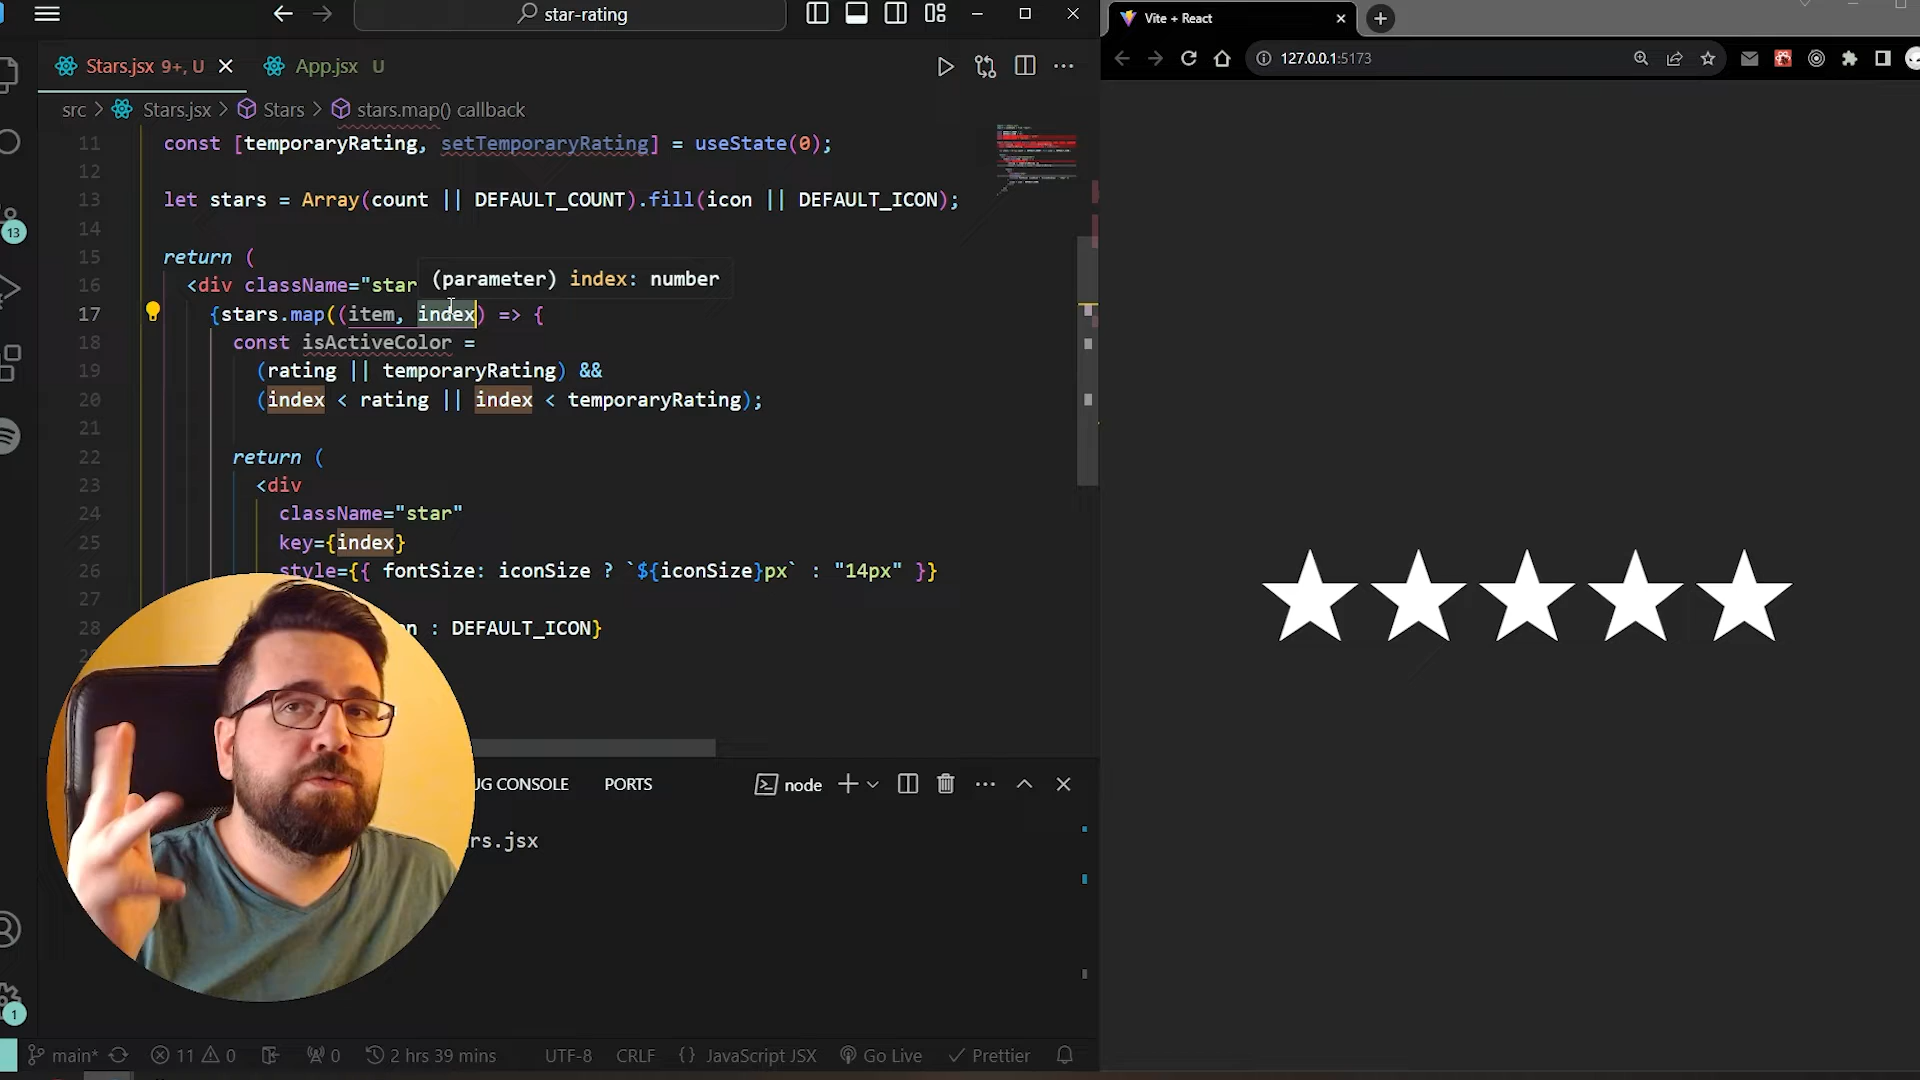 star-rating
Vite + React
Stars.jsx 9+, U
App.jsx U
127.0.0.1:5173
src > Stars.jsx > Stars > stars.map() callback
11 const [temporaryRating, setTemporaryRating] = useState(0);
12
13 let stars = Array(count || DEFAULT_COUNT).fill(icon || DEFAULT_ICON);
14
15 return (
(parameter) index: number
16 <div className="star
17 {stars.map((item, index) => {
18 const isActiveColor =
19 (rating || temporaryRating) &&
20 (index < rating || index < temporaryRating);
21
22 return (
23 <div
24 className="star"
25 key={index}
26 style={{ fontSize: iconSize ? `${iconSize}px` : "14px" }}
27
28 : DEFAULT_ICON}
13
CONSOLE
PORTS
node
rs.jsx
1
main* 11 0 0 2 hrs 39 mins UTF-8 CRLF {} JavaScript JSX Go Live Prettier